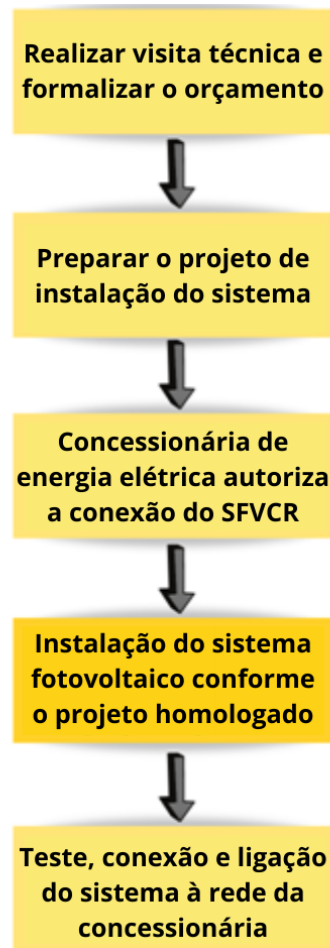 Realizar visita técnica e
formalizar o orçamento
Preparar o projeto de
instalação do sistema
Concessionária de
energia elétrica autoriza
a conexão do SFVCR
Instalação do sistema
fotovoltaico conforme
o projeto homologado
Teste, conexão e ligação
do sistema à rede da
concessionária